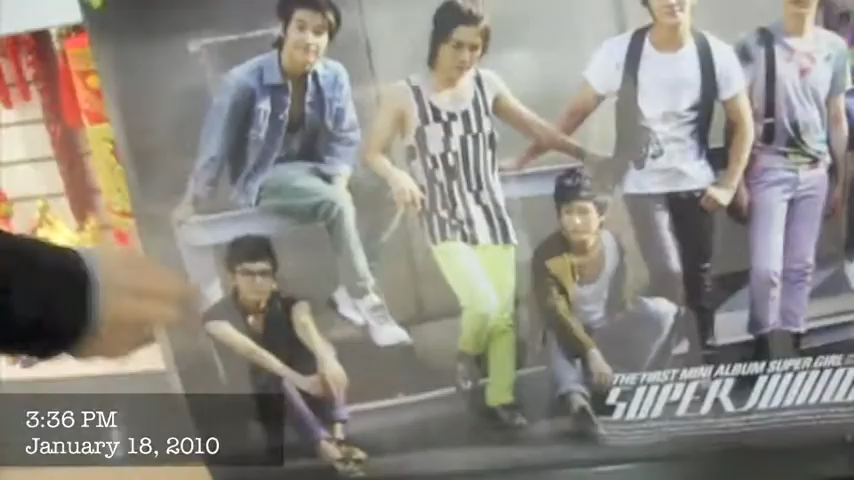 THE FIRST MINI ALBUM SUPER GIRL
SUPER JUNIO
3:36 PM
January 18, 2010